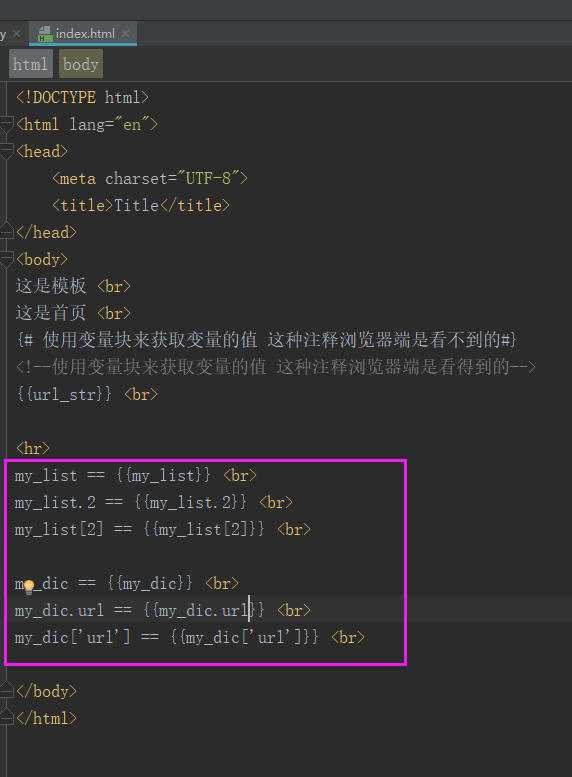 y
index.html
html body
<!DOCTYPE html>
<html lang="en">
<head>
<meta charset="UTF-8">
<title>Title</title>
</head>
<body>
这是模板 <br>
这是首页 <br>
{# 使用变量块来获取变量的值 这种注释浏览器端是看不到的#}
<!--使用变量块来获取变量的值 这种注释浏览器端是看得到的-->
{{url_str}} <br>
<hr>
my_list == {{my_list}} <br>
my_list.2 == {{my_list.2}} <br>
my_list[2] == {{my_list[2]}} <br>
my_dic == {{my_dic}} <br>
my_dic.url == {{my_dic.url}} <br>
my_dic['url'] == {{my_dic['url']}} <br>
</body>
</html>